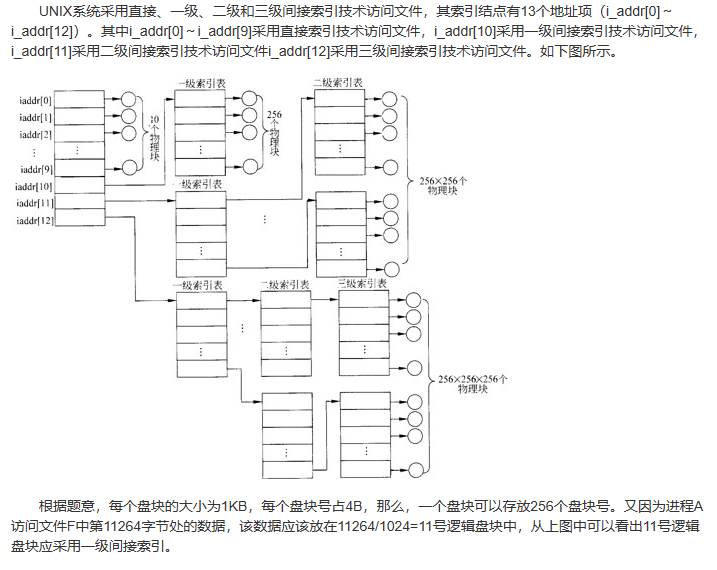 UNIX系统采用直接、一级、二级和三级间接索引技术访问文件，其索引结点有13个地址项（i_addr[0]～
i_addr[12]）。其中i_addr[0]～i_addr[9]采用直接索引技术访问文件，i_addr[10]采用一级间接索引技术访问文件，
i_addr[11]采用二级间接索引技术访问文件i_addr[12]采用三级间接索引技术访问文件。如下图所示。
iaddr[0]
iaddr[1]
iaddr[2]
⋮
iaddr[9]
iaddr[10]
iaddr[11]
iaddr[12]
10个物理块
一级索引表
256个物理块
二级索引表
256×256个
物理块
一级索引表
一级索引表
二级索引表
三级索引表
256×256×256个
物理块
根据题意，每个盘块的大小为1KB，每个盘块号占4B，那么，一个盘块可以存放256个盘块号。又因为进程A
访问文件F中第11264字节处的数据，该数据应该放在11264/1024=11号逻辑盘块中，从上图中可以看出11号逻辑
盘块应采用一级间接索引。